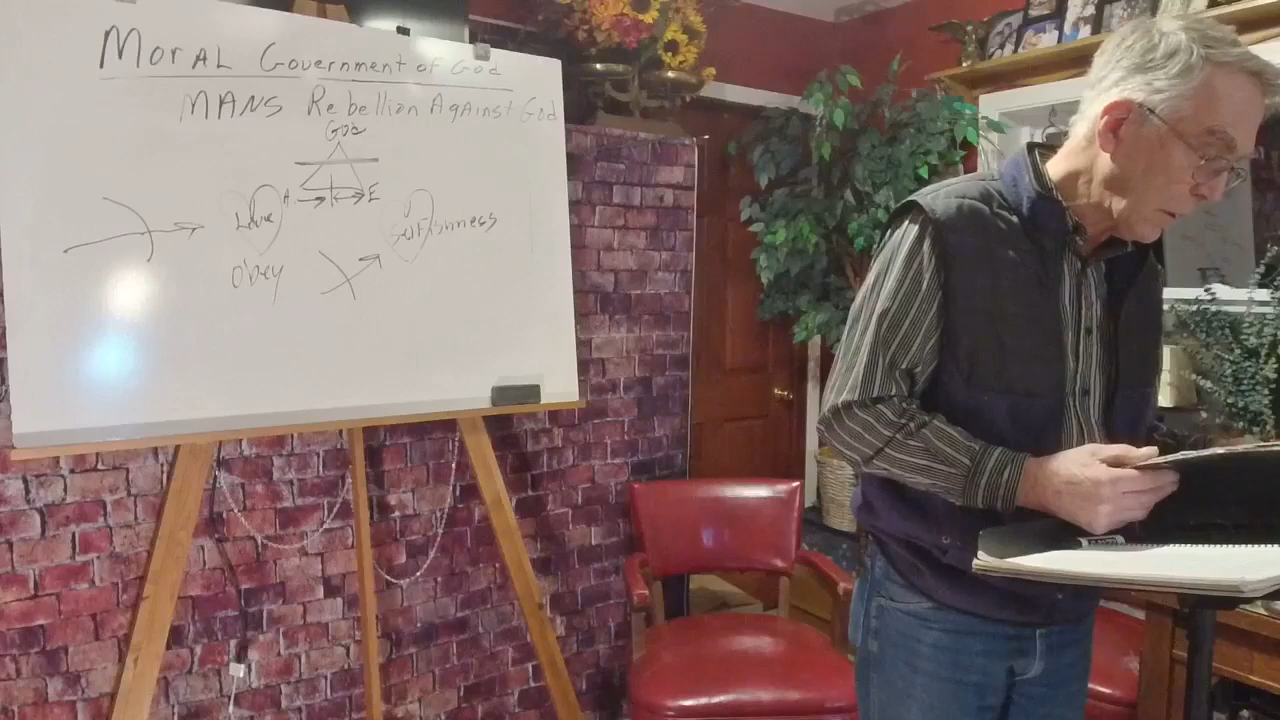 Moral Government of God
MANS Rebellion Against God
God
A E
Love Selfishness
obey